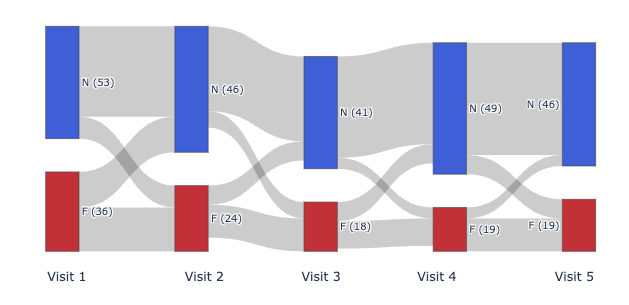 N (53)
N (46)
N (41)
N (49)
N (46)
F (36)
F (24)
F (18)
F (19)
F (19)
Visit 1
Visit 2
Visit 3
Visit 4
Visit 5